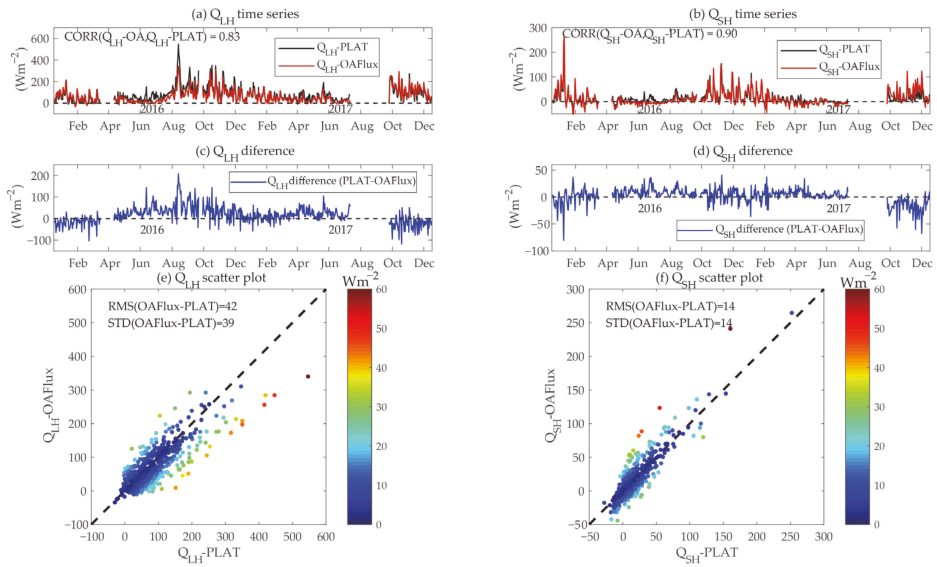 (a) Q_LH time series
CORR(Q_LH-OA,Q_LH-PLAT) = 0.83
Q_LH-PLAT
Q_LH-OAFlux
(Wm⁻²)
600
400
200
0
2016
2017
Feb Apr Jun Aug Oct Dec Feb Apr Jun Aug Oct Dec
(b) Q_SH time series
CORR(Q_SH-OA,Q_SH-PLAT) = 0.90
Q_SH-PLAT
Q_SH-OAFlux
(Wm⁻²)
300
200
100
0
2016
2017
Feb Apr Jun Aug Oct Dec Feb Apr Jun Aug Oct Dec
(c) Q_LH diference
Q_LH difference (PLAT-OAFlux)
(Wm⁻²)
200
100
0
−100
2016
2017
Feb Apr Jun Aug Oct Dec Feb Apr Jun Aug Oct Dec
(d) Q_SH diference
Q_SH difference (PLAT-OAFlux)
(Wm⁻²)
50
0
−50
−100
2016
2017
Feb Apr Jun Aug Oct Dec Feb Apr Jun Aug Oct Dec
(e) Q_LH scatter plot
Wm⁻²
RMS(OAFlux-PLAT)=42
STD(OAFlux-PLAT)=39
Q_LH-OAFlux
600
500
400
300
200
100
0
−100
−100 0 100 200 300 400 500 600
Q_LH-PLAT
60
50
40
30
20
10
0
(f) Q_SH scatter plot
Wm⁻²
RMS(OAFlux-PLAT)=14
STD(OAFlux-PLAT)=14
Q_SH-OAFlux
300
250
200
150
100
50
0
−50
−50 0 50 100 150 200 250 300
Q_SH-PLAT
60
50
40
30
20
10
0